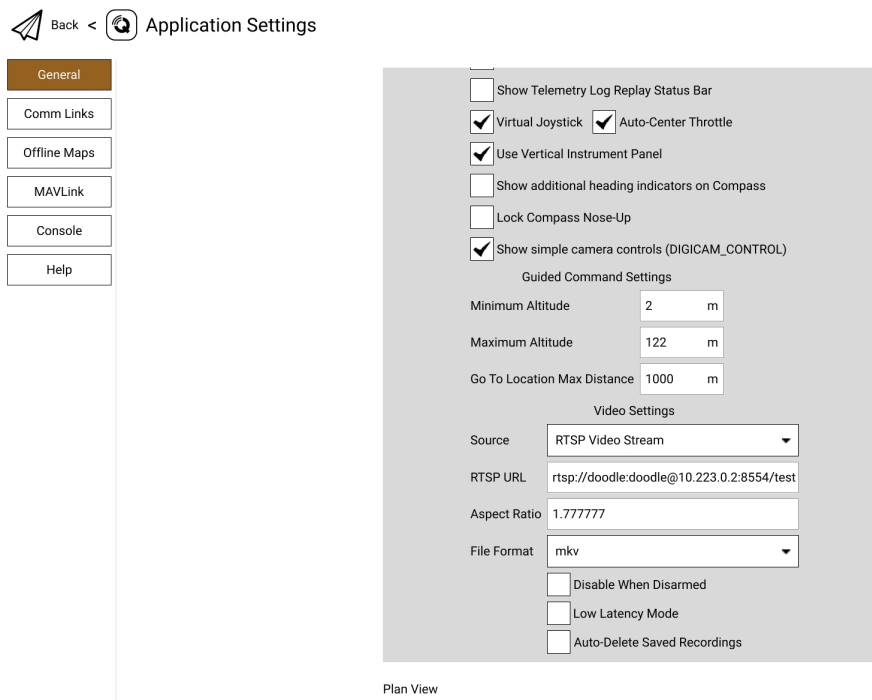 Back < Application Settings
General
Comm Links
Offline Maps
MAVLink
Console
Help
Show Telemetry Log Replay Status Bar
Virtual Joystick Auto-Center Throttle
Use Vertical Instrument Panel
Show additional heading indicators on Compass
Lock Compass Nose-Up
Show simple camera controls (DIGICAM_CONTROL)
Guided Command Settings
Minimum Altitude 2 m
Maximum Altitude 122 m
Go To Location Max Distance 1000 m
Video Settings
Source RTSP Video Stream
RTSP URL rtsp://doodle:doodle@10.223.0.2:8554/test
Aspect Ratio 1.777777
File Format mkv
Disable When Disarmed
Low Latency Mode
Auto-Delete Saved Recordings
Plan View